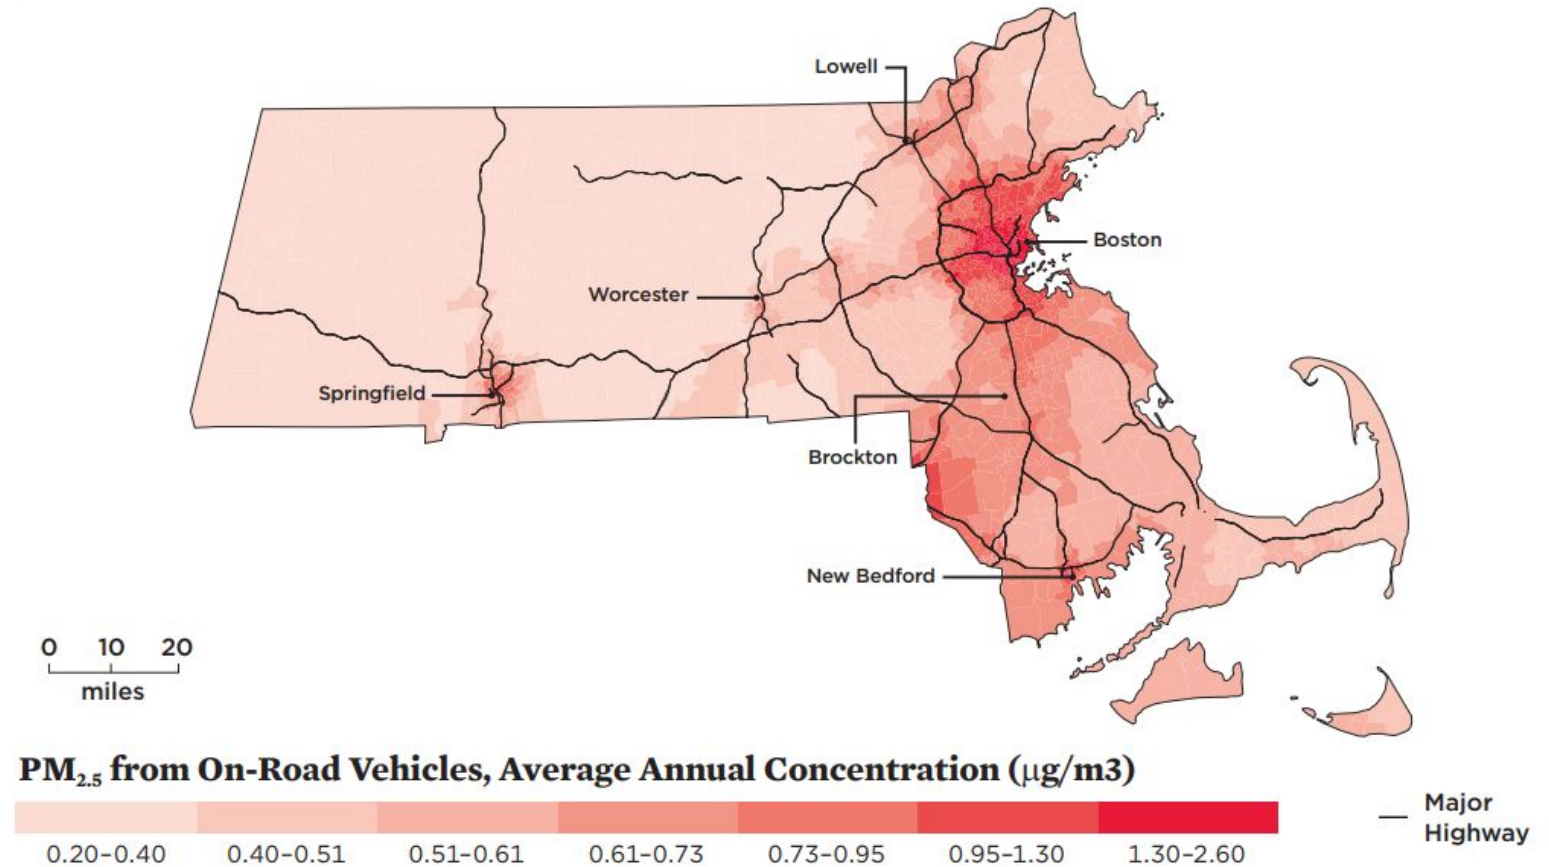 Lowell
Boston
Worcester
Springfield
Brockton
New Bedford
0 10 20
miles
PM2.5 from On-Road Vehicles, Average Annual Concentration (µg/m3)
0.20–0.40 0.40–0.51 0.51–0.61 0.61–0.73 0.73–0.95 0.95–1.30 1.30–2.60
Major
Highway